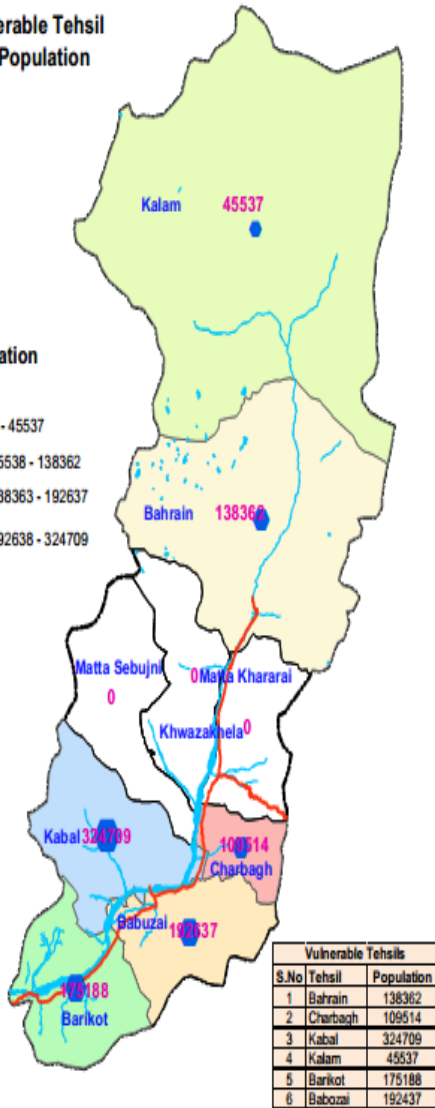 erable Tehsil
Population
Kalam 45537
ation
- 45537
5538 - 138362
38363 - 192637
92638 - 324709
Bahrain 138362
Matta Sebujni
0
0 Matta Khararai
Khwazakhela 0
Kabal 324709
109514
Charbagh
Babuzai
192637
175188
Barikot
Vulnerable Tehsils
S.No Tehsil Population
1 Bahrain 138362
2 Charbagh 109514
3 Kabal 324709
4 Kalam 45537
5 Barikot 175188
6 Babozai 192437